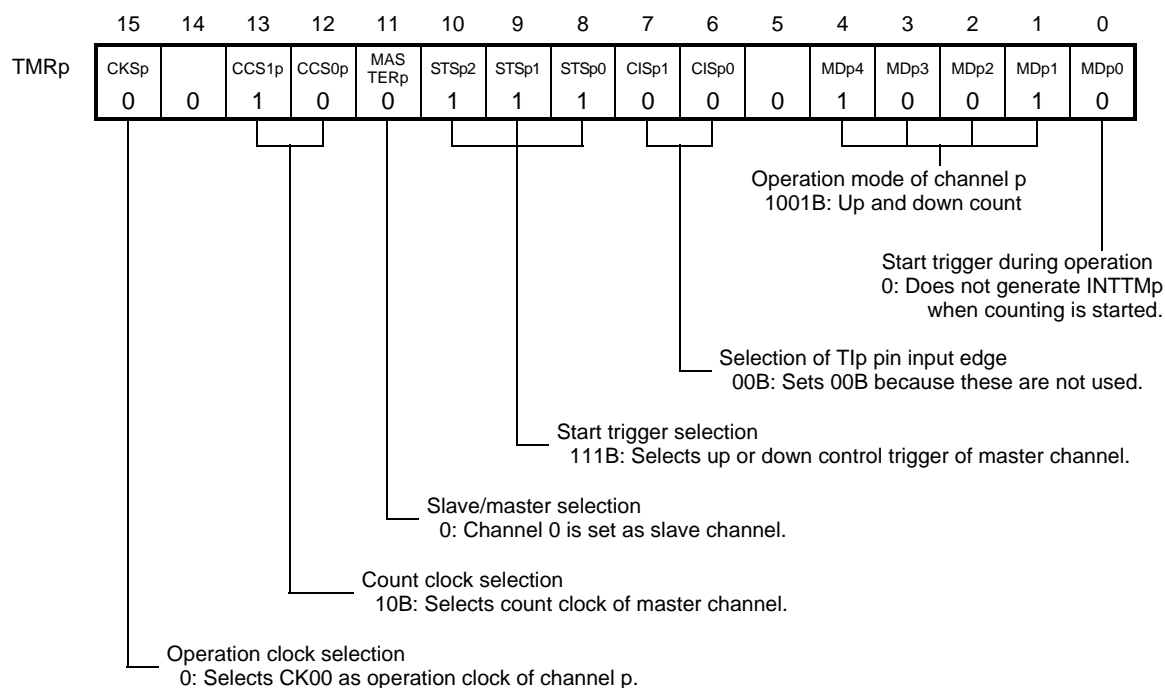 15 14 13 12 11 10 9 8 7 6 5 4 3 2 1 0
TMRp CKSp CCS1p CCS0p MAS TERp STSp2 STSp1 STSp0 CISp1 CISp0 MDp4 MDp3 MDp2 MDp1 MDp0
0 0 1 0 0 1 1 1 0 0 0 1 0 0 1 0
Operation mode of channel p
1001B: Up and down count
Start trigger during operation
0: Does not generate INTTMp
when counting is started.
Selection of TIp pin input edge
00B: Sets 00B because these are not used.
Start trigger selection
111B: Selects up or down control trigger of master channel.
Slave/master selection
0: Channel 0 is set as slave channel.
Count clock selection
10B: Selects count clock of master channel.
Operation clock selection
0: Selects CK00 as operation clock of channel p.